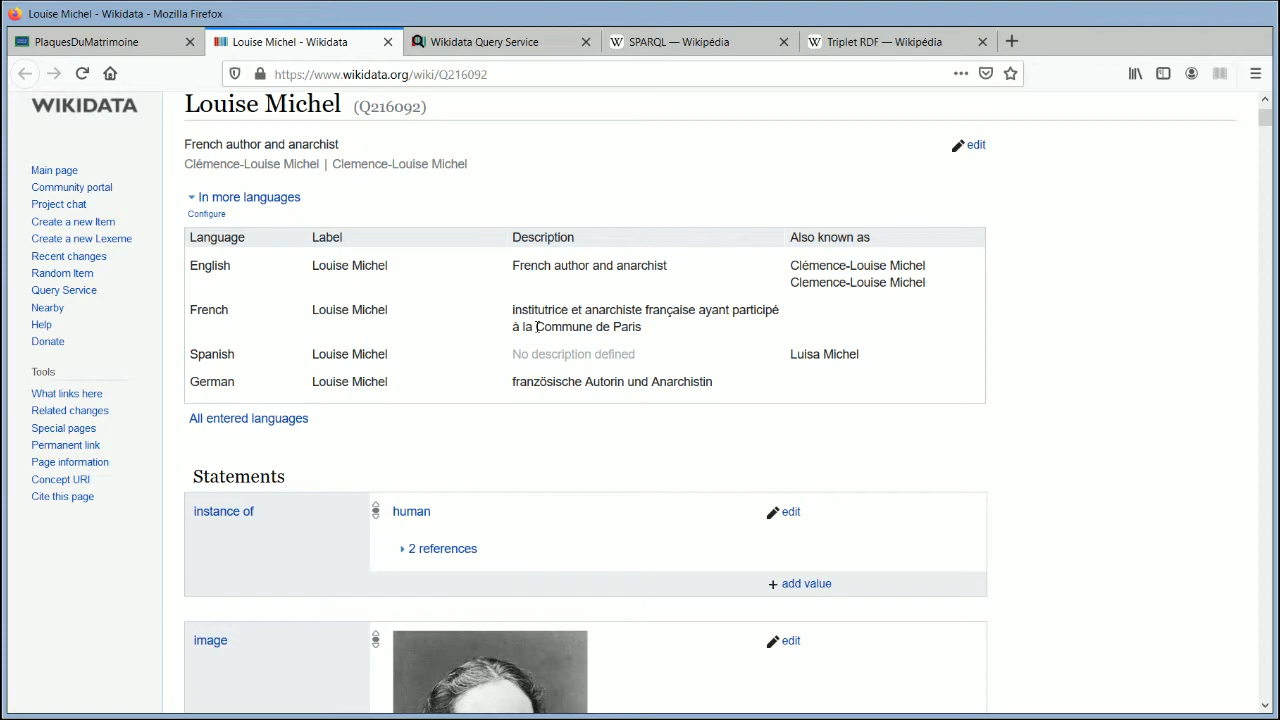 Louise Michel - Wikidata - Mozilla Firefox
PlaquesDuMatrimoine
Louise Michel - Wikidata
Wikidata Query Service
SPARQL — Wikipédia
Triplet RDF — Wikipédia
https://www.wikidata.org/wiki/Q216092
WIKIDATA
Main page
Community portal
Project chat
Create a new Item
Create a new Lexeme
Recent changes
Random Item
Query Service
Nearby
Help
Donate
Tools
What links here
Related changes
Special pages
Permanent link
Page information
Concept URI
Cite this page
Louise Michel (Q216092)
French author and anarchist
edit
Clémence-Louise Michel | Clemence-Louise Michel
In more languages
Configure
Language Label Description Also known as
English Louise Michel French author and anarchist Clémence-Louise Michel
Clemence-Louise Michel
French Louise Michel institutrice et anarchiste française ayant participé
à la Commune de Paris
Spanish Louise Michel No description defined Luisa Michel
German Louise Michel französische Autorin und Anarchistin
All entered languages
Statements
instance of human edit
2 references
+ add value
image edit